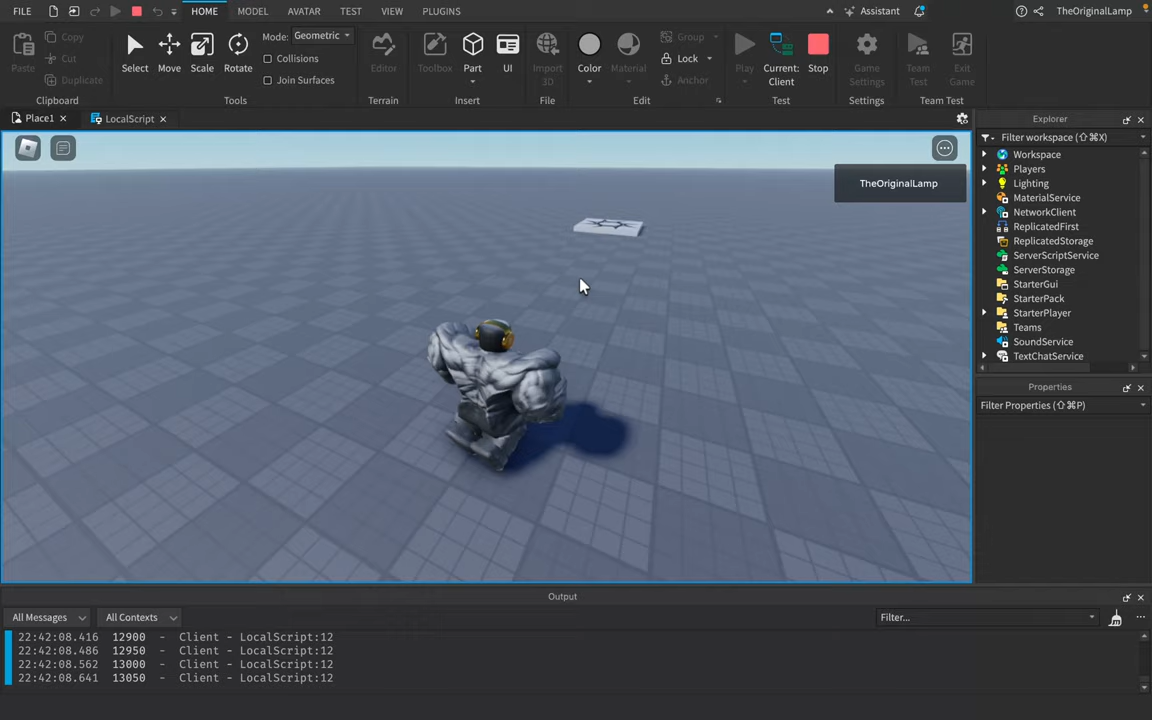 FILE HOME MODEL AVATAR TEST VIEW PLUGINS Assistant TheOriginalLamp
Paste Copy Cut Duplicate Clipboard
Select Move Scale Rotate Mode: Geometric Collisions Join Surfaces Tools
Editor Terrain
Toolbox Part UI Insert
Import 3D File
Color Material Group Lock Anchor Edit
Play Current: Client Stop Test
Game Settings Settings
Team Test Exit Game Team Test
Place1 LocalScript
TheOriginalLamp
Explorer
Filter workspace (⇧⌘X)
Workspace
Players
Lighting
MaterialService
NetworkClient
ReplicatedFirst
ReplicatedStorage
ServerScriptService
ServerStorage
StarterGui
StarterPack
StarterPlayer
Teams
SoundService
TextChatService
Properties
Filter Properties (⇧⌘P)
Output
All Messages All Contexts Filter...
22:42:08.416 12900 - Client - LocalScript:12
22:42:08.486 12950 - Client - LocalScript:12
22:42:08.562 13000 - Client - LocalScript:12
22:42:08.641 13050 - Client - LocalScript:12